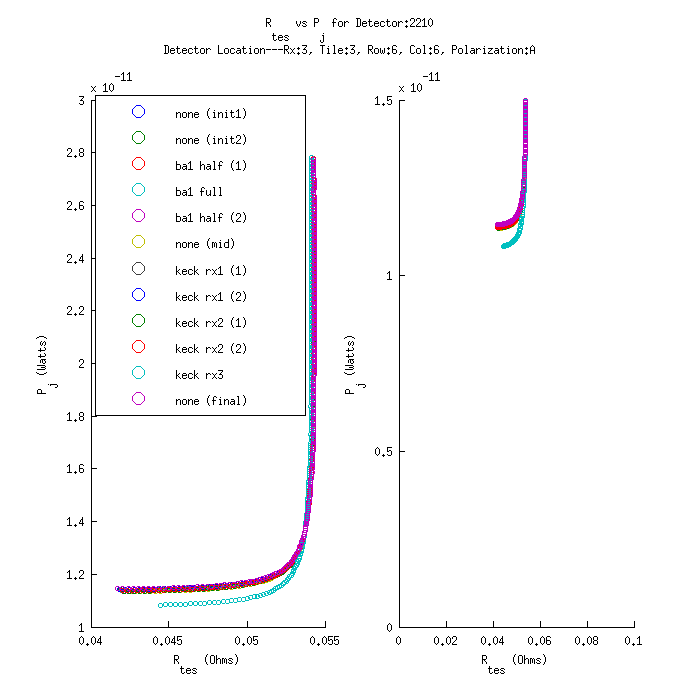 R_tes vs P_j for Detector:2210
Detector Location---Rx:3, Tile:3, Row:6, Col:6, Polarization:A
x 10^-11
3
2.8
2.6
2.4
2.2
2
1.8
1.6
1.4
1.2
1
P_j (Watts)
none (init1)
none (init2)
ba1 half (1)
ba1 full
ba1 half (2)
none (mid)
keck rx1 (1)
keck rx1 (2)
keck rx2 (1)
keck rx2 (2)
keck rx3
none (final)
0.04 0.045 0.05 0.055
R_tes (Ohms)
x 10^-11
1.5
1
0.5
0
P_j (Watts)
0 0.02 0.04 0.06 0.08 0.1
R_tes (Ohms)